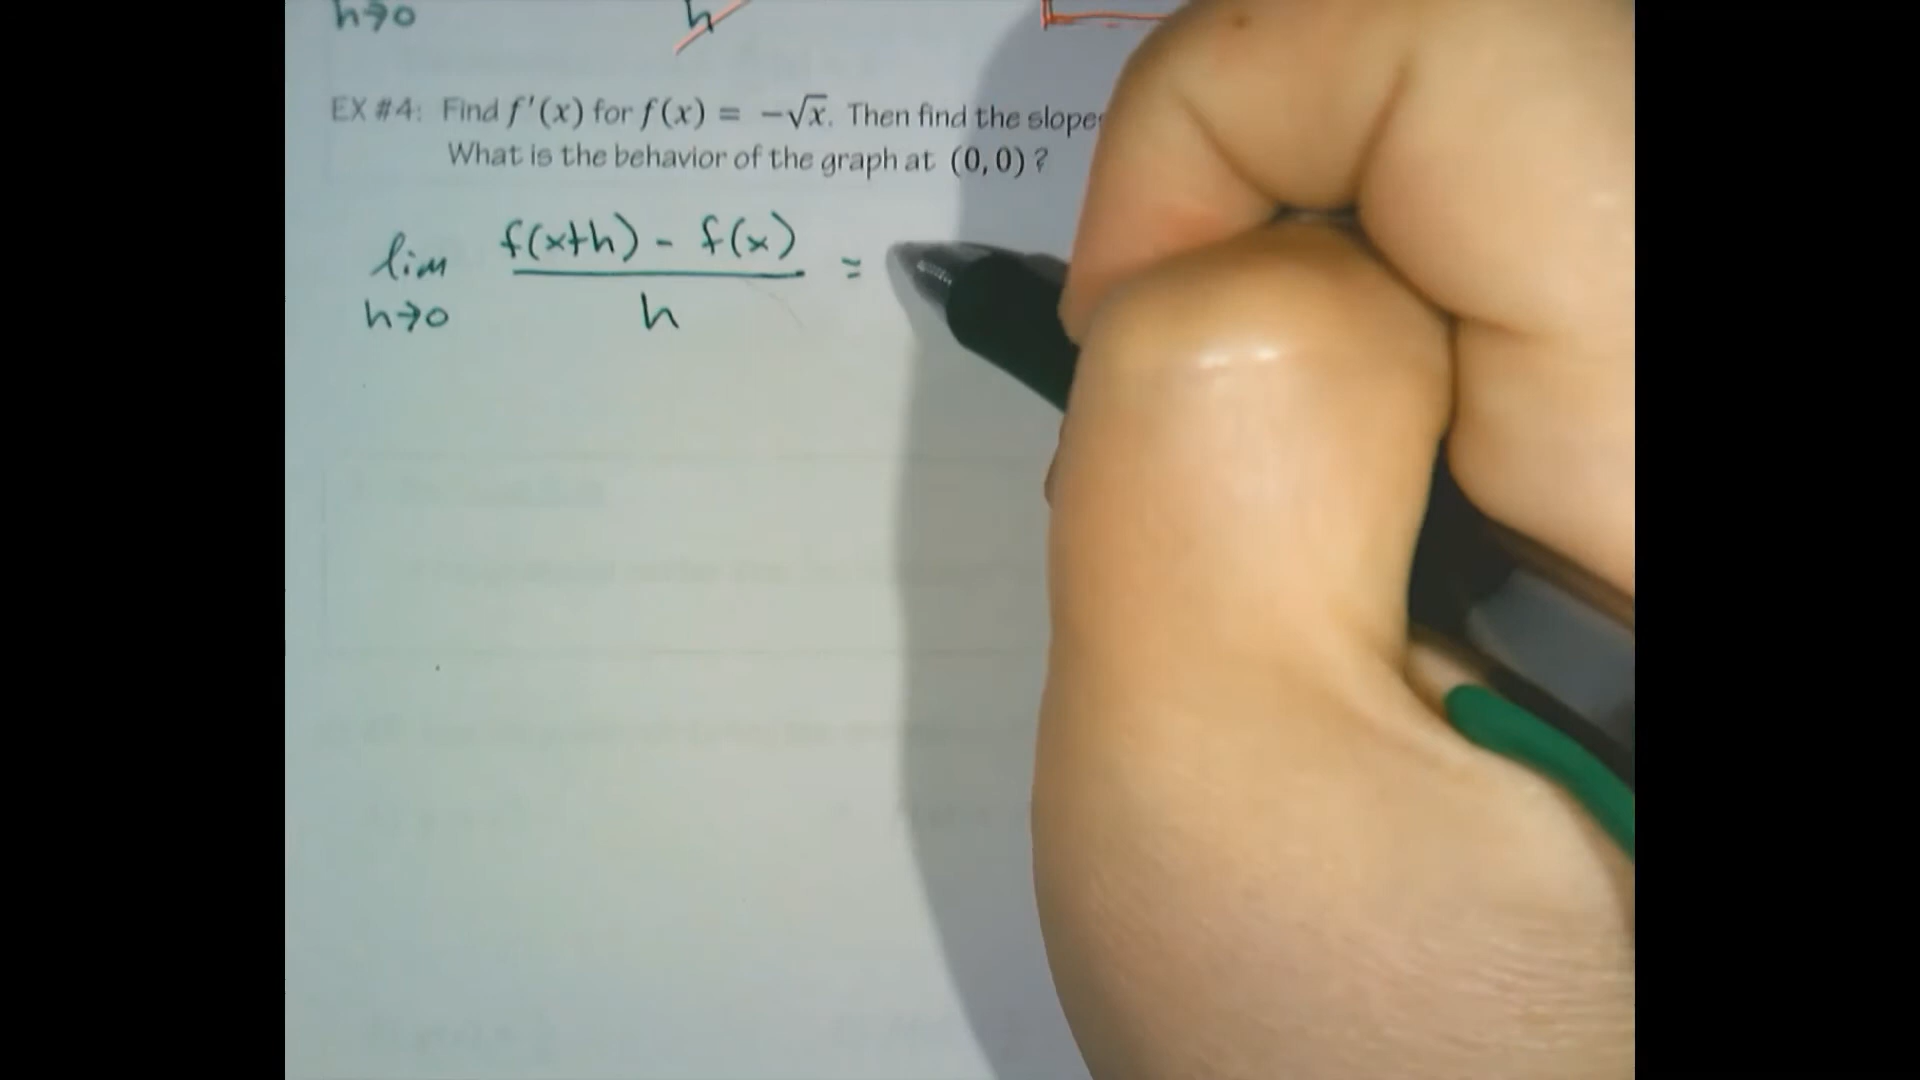 h→0 h
EX #4: Find f'(x) for f(x) = −√x. Then find the slope
What is the behavior of the graph at (0,0)?
lim f(x+h) - f(x) =
h→0 h